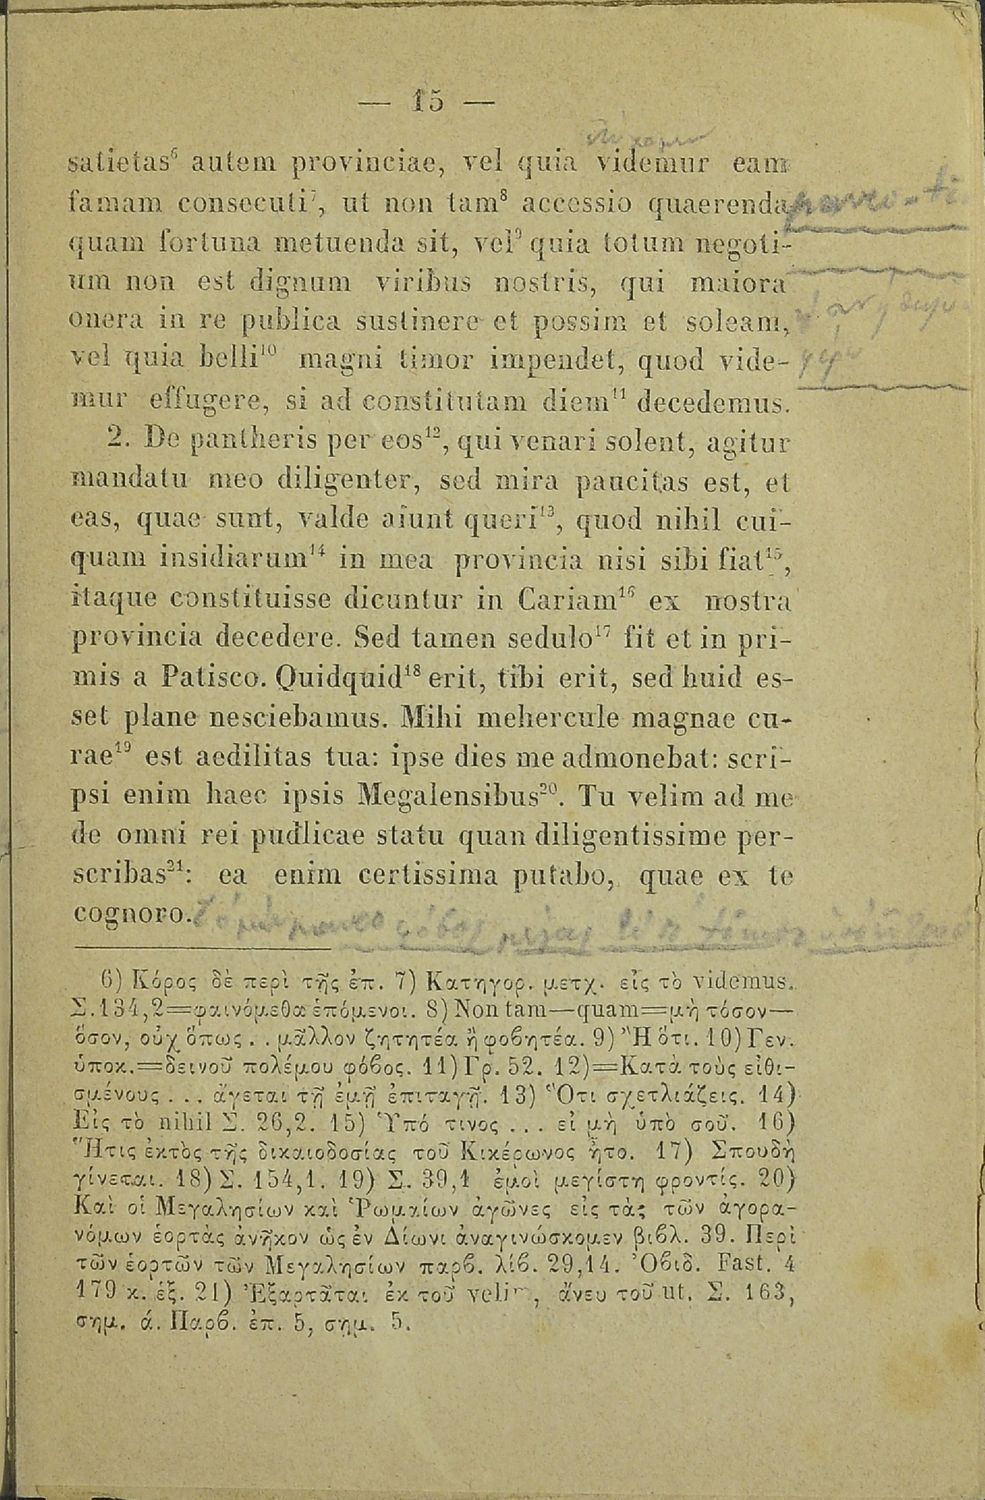 — 15 —
satietas⁶ autem provinciae, vel quia videmur eam
famam consecuti⁷, ut non tam⁸ accessio quaerenda
quam fortuna metuenda sit, vel⁹ quia totum negoti-
um non est dignum viribus nostris, qui maiora
onera in re publica sustinere et possim et soleam,
vel quia belli¹⁰ magni timor impendet, quod vide-
mur effugere, si ad constitutam diem¹¹ decedemus.
2. De pantheris per eos¹², qui venari solent, agitur
mandatu meo diligenter, sed mira paucitas est, et
eas, quae sunt, valde aiunt queri¹³, quod nihil cui-
quam insidiarum¹⁴ in mea provincia nisi sibi fiat¹⁵,
itaque constituisse dicuntur in Cariam¹⁶ ex nostra
provincia decedere. Sed tamen sedulo¹⁷ fit et in pri-
mis a Patisco. Quidquid¹⁸ erit, tibi erit, sed huid es-
set plane nesciebamus. Mihi mehercule magnae cu-
rae¹⁹ est aedilitas tua: ipse dies me admonebat: scri-
psi enim haec ipsis Megalensibus²⁰. Tu velim ad me
de omni rei pudlicae statu quan diligentissime per-
scribas²¹: ea enim certissima putabo, quae ex te
cognoro.
6) Κόρος δὲ περὶ τῆς ἐπ. 7) Κατηγορ. μετχ. εἰς τὸ videmus.
Σ. 134,2=φαινόμεθα ἑπόμενοι. 8) Non tam—quam=μὴ τόσον—
ὅσον, οὐχ ὅπως . . μᾶλλον ζητητέα ἢ φοβητέα. 9) Ἢ ὅτι. 10) Γεν.
ὑποκ.=δεινοῦ πολέμου φόβος. 11) Γρ. 52. 12)=Κατὰ τοὺς εἰθι-
σμένους . . . ἄγεται τῇ ἐμῇ ἐπιταγῇ. 13) Ὅτι σχετλιάζεις. 14)
Εἰς τὸ nihil Σ. 26,2. 15) Ὑπό τινος . . . εἰ μὴ ὑπὸ σοῦ. 16)
Ἥτις ἐκτὸς τῆς δικαιοδοσίας τοῦ Κικέρωνος ἦτο. 17) Σπουδὴ
γίνεται. 18) Σ. 154,1. 19) Σ. 39,1 ἐμοὶ μεγίστη φροντίς. 20)
Καὶ οἱ Μεγαλησίων καὶ Ῥωμαίων ἀγῶνες εἰς τὰς τῶν ἀγορα-
νόμων ἑορτὰς ἀνῆκον ὡς ἐν Δίωνι ἀναγινώσκομεν βιβλ. 39. Περὶ
τῶν ἑορτῶν τῶν Μεγαλησίων παρβ. Λίβ. 29,14. Ὀβιδ. Fast. 4
179 κ. ἑξ. 21) Ἐξαρτᾶται ἐκ τοῦ velim, ἄνευ τοῦ ut. Σ. 163,
σημ. ά. Παρβ. ἐπ. 5, σημ. 5.